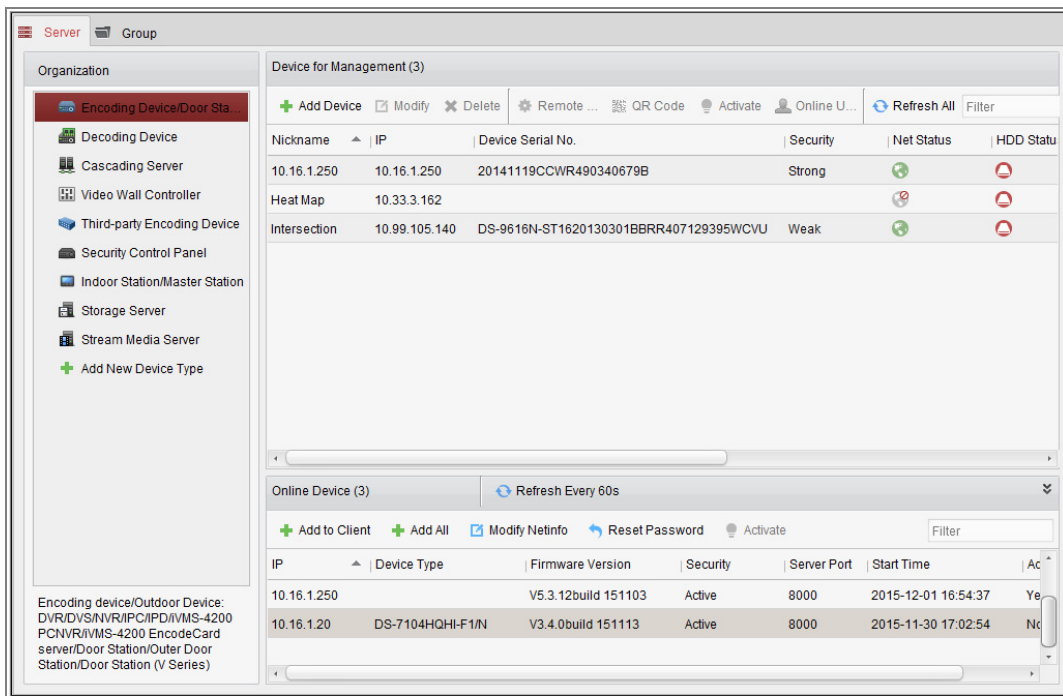 Server Group
Organization
Encoding Device/Door Sta...
Decoding Device
Cascading Server
Video Wall Controller
Third-party Encoding Device
Security Control Panel
Indoor Station/Master Station
Storage Server
Stream Media Server
Add New Device Type
Encoding device/Outdoor Device:
DVR/DVS/NVR/IPC/IPD/iVMS-4200
PCNVR/iVMS-4200 EncodeCard
server/Door Station/Outer Door
Station/Door Station (V Series)
Device for Management (3)
Add Device Modify Delete Remote ... QR Code Activate Online U... Refresh All Filter
Nickname IP Device Serial No. Security Net Status HDD Statu
10.16.1.250 10.16.1.250 20141119CCWR490340679B Strong
Heat Map 10.33.3.162
Intersection 10.99.105.140 DS-9616N-ST1620130301BBRR407129395WCVU Weak
Online Device (3) Refresh Every 60s
Add to Client Add All Modify Netinfo Reset Password Activate Filter
IP Device Type Firmware Version Security Server Port Start Time Ac
10.16.1.250 V5.3.12build 151103 Active 8000 2015-12-01 16:54:37 Ye
10.16.1.20 DS-7104HQHI-F1/N V3.4.0build 151113 Active 8000 2015-11-30 17:02:54 No